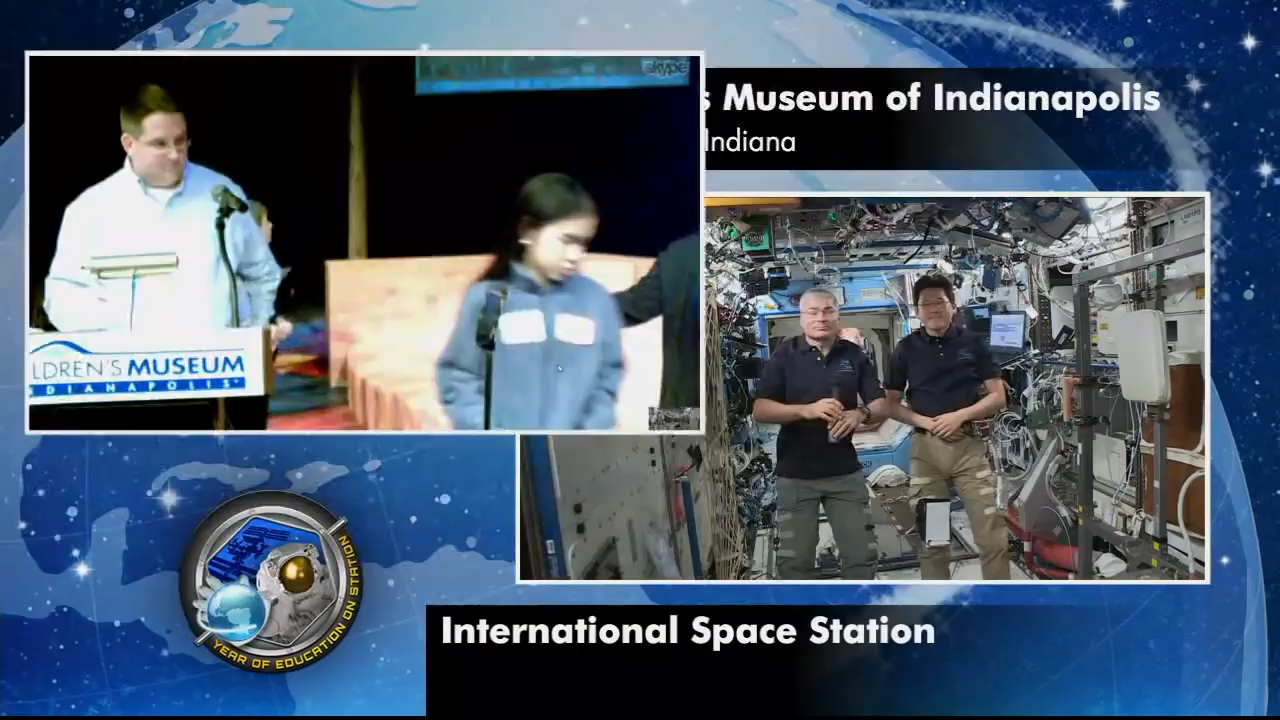 skype
s Museum of Indianapolis
Indiana
LDREN'S MUSEUM
NDIANAPOLIS
YEAR OF EDUCATION ON STATION
International Space Station